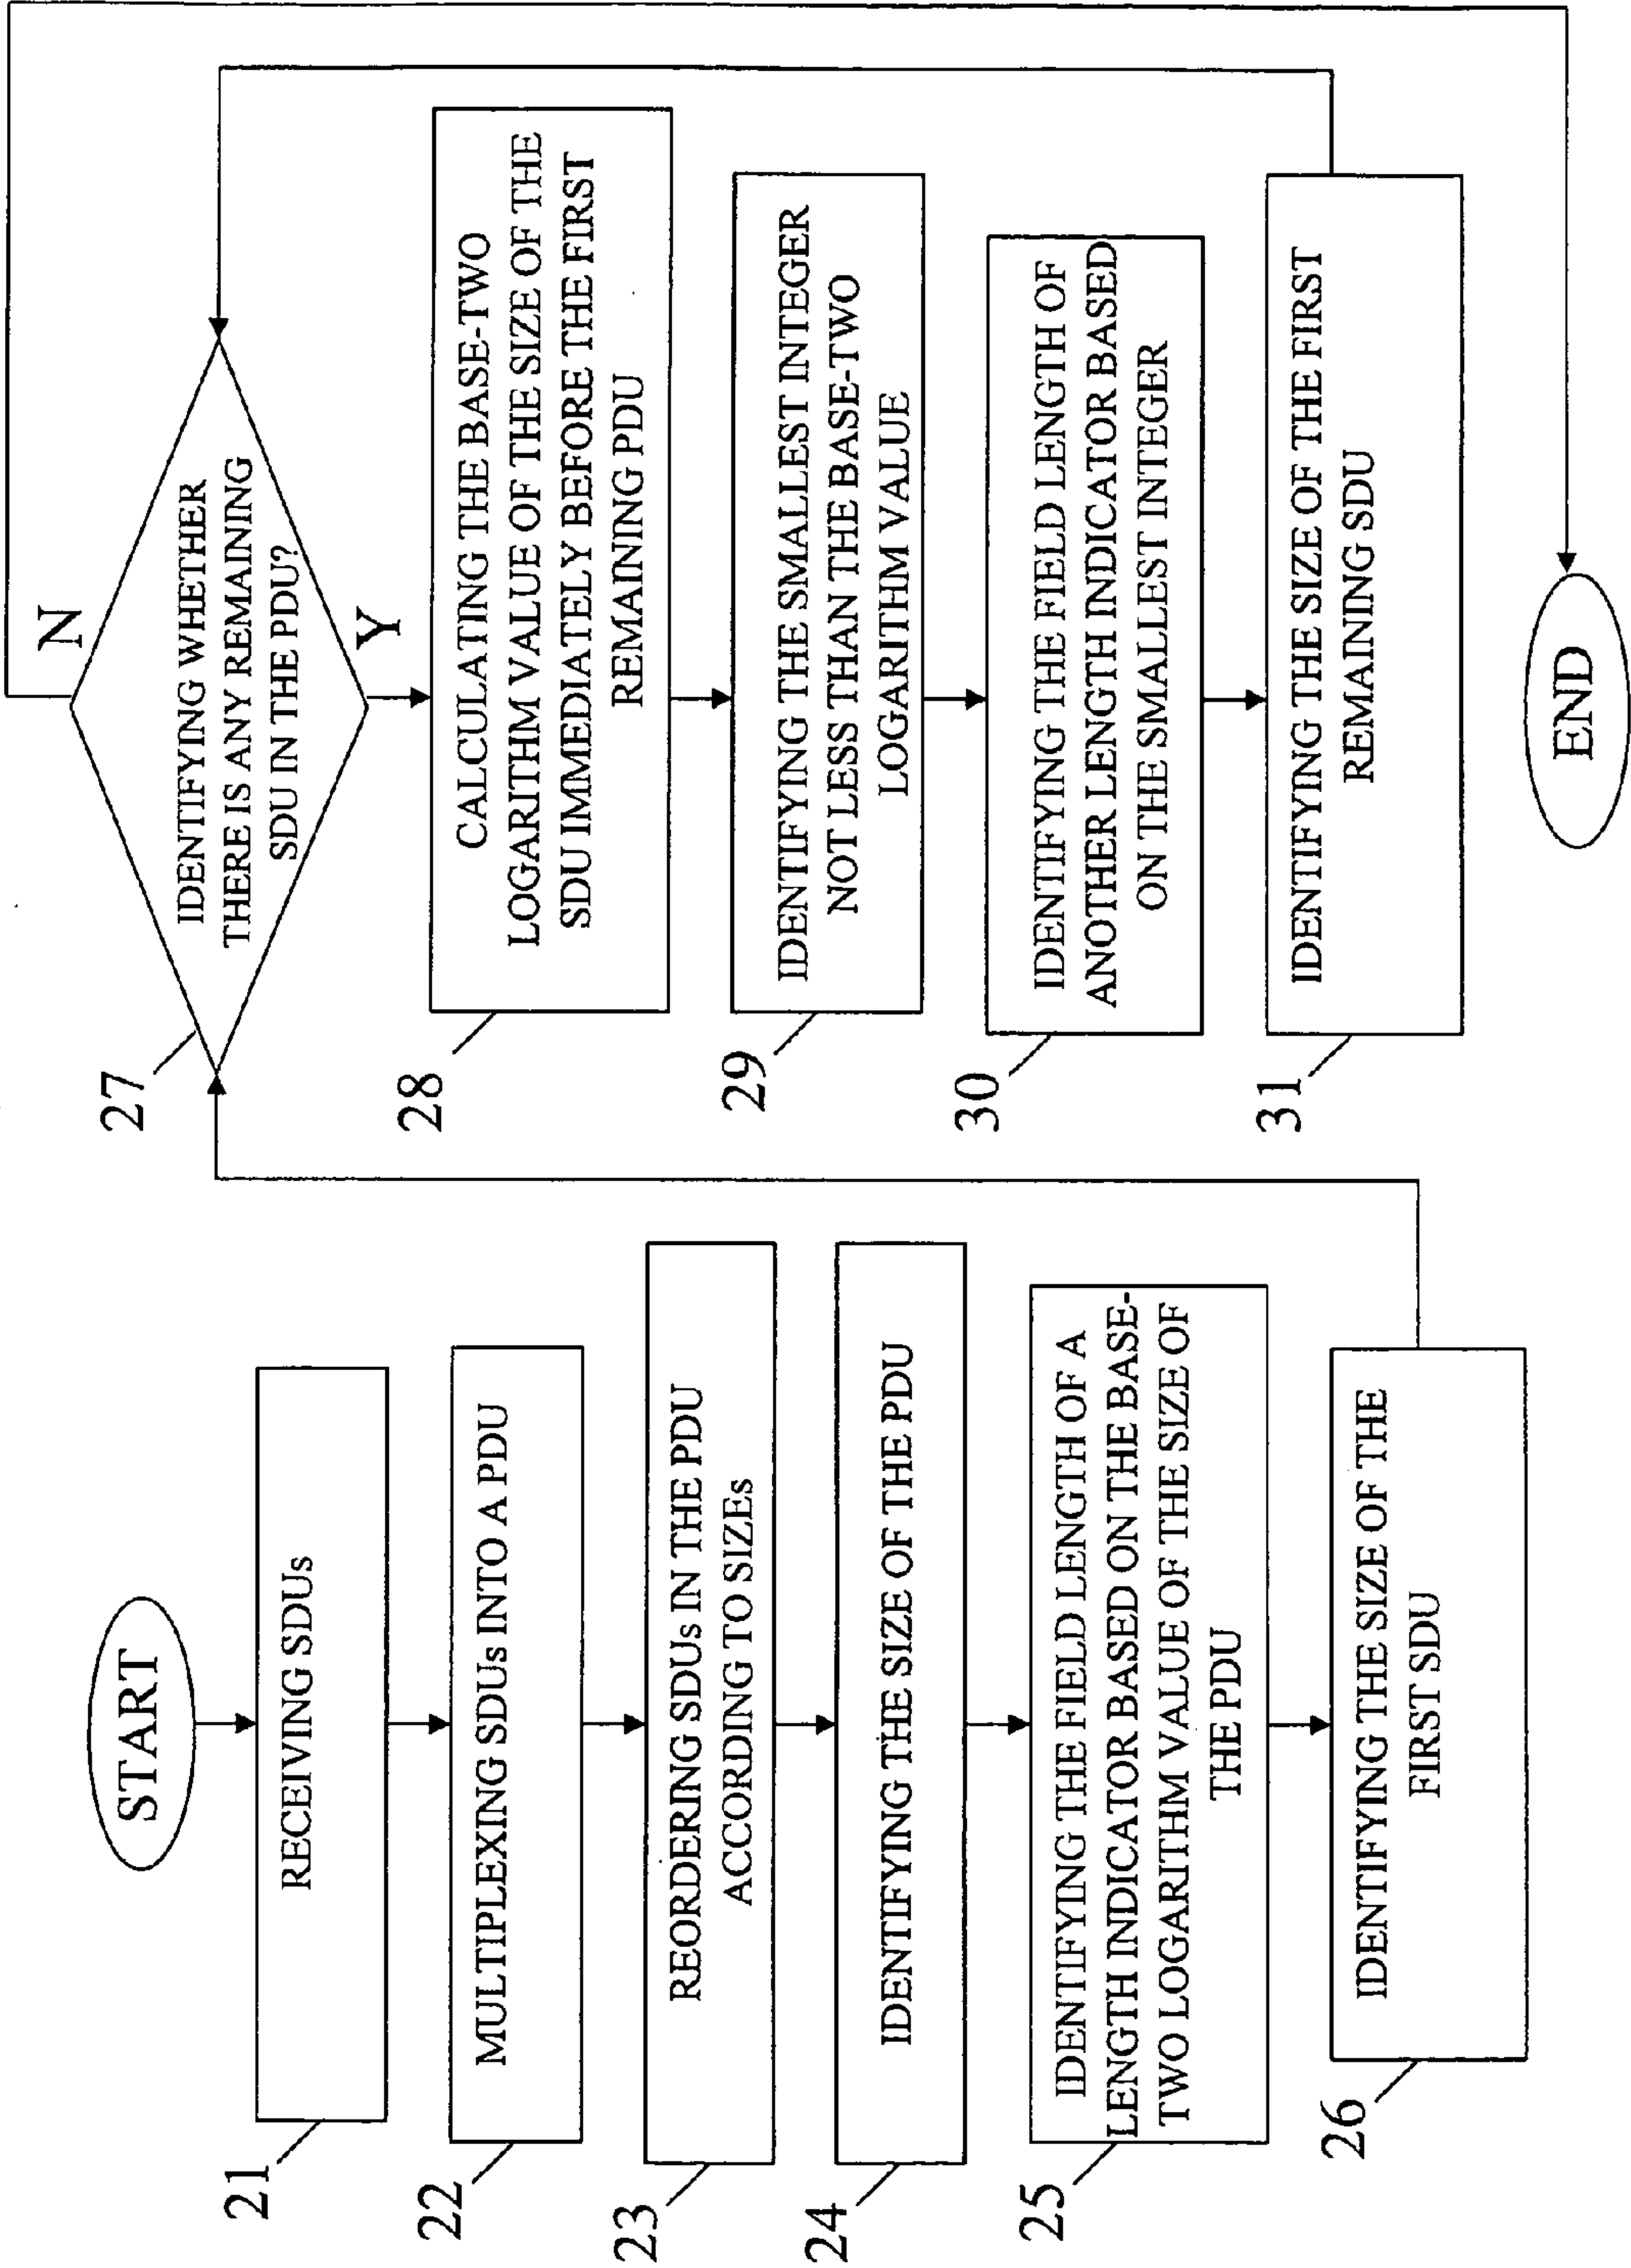 START
21
RECEIVING SDUs
22
MULTIPLEXING SDUs INTO A PDU
23
REORDERING SDUs IN THE PDU
ACCORDING TO SIZEs
24
IDENTIFYING THE SIZE OF THE PDU
25
IDENTIFYING THE FIELD LENGTH OF A
LENGTH INDICATOR BASED ON THE BASE-
TWO LOGARITHM VALUE OF THE SIZE OF
THE PDU
26
IDENTIFYING THE SIZE OF THE
FIRST SDU
27
IDENTIFYING WHETHER
THERE IS ANY REMAINING
SDU IN THE PDU?
N
Y
28
CALCULATING THE BASE-TWO
LOGARITHM VALUE OF THE SIZE OF THE
SDU IMMEDIATELY BEFORE THE FIRST
REMAINING PDU
29
IDENTIFYING THE SMALLEST INTEGER
NOT LESS THAN THE BASE-TWO
LOGARITHM VALUE
30
IDENTIFYING THE FIELD LENGTH OF
ANOTHER LENGTH INDICATOR BASED
ON THE SMALLEST INTEGER
31
IDENTIFYING THE SIZE OF THE FIRST
REMAINING SDU
END